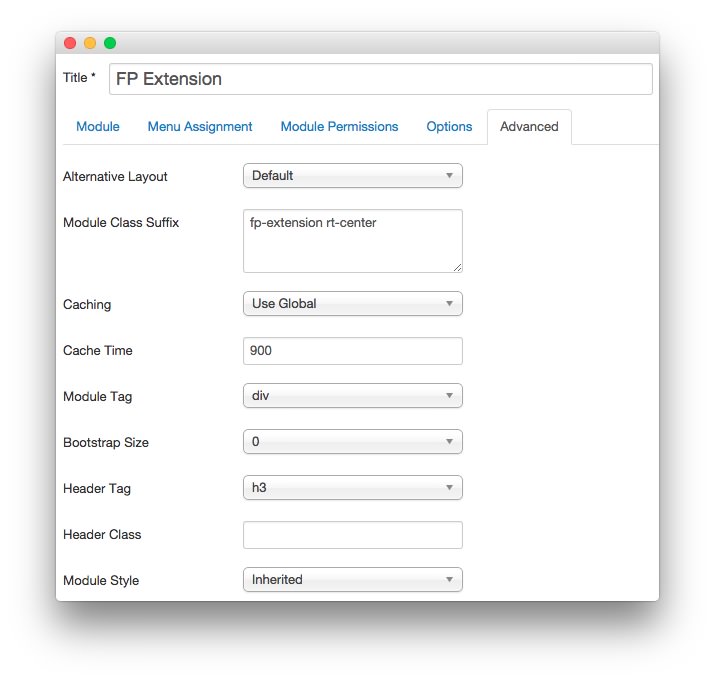 Title * FP Extension
Module Menu Assignment Module Permissions Options Advanced
Alternative Layout Default
Module Class Suffix fp-extension rt-center
Caching Use Global
Cache Time 900
Module Tag div
Bootstrap Size 0
Header Tag h3
Header Class
Module Style Inherited